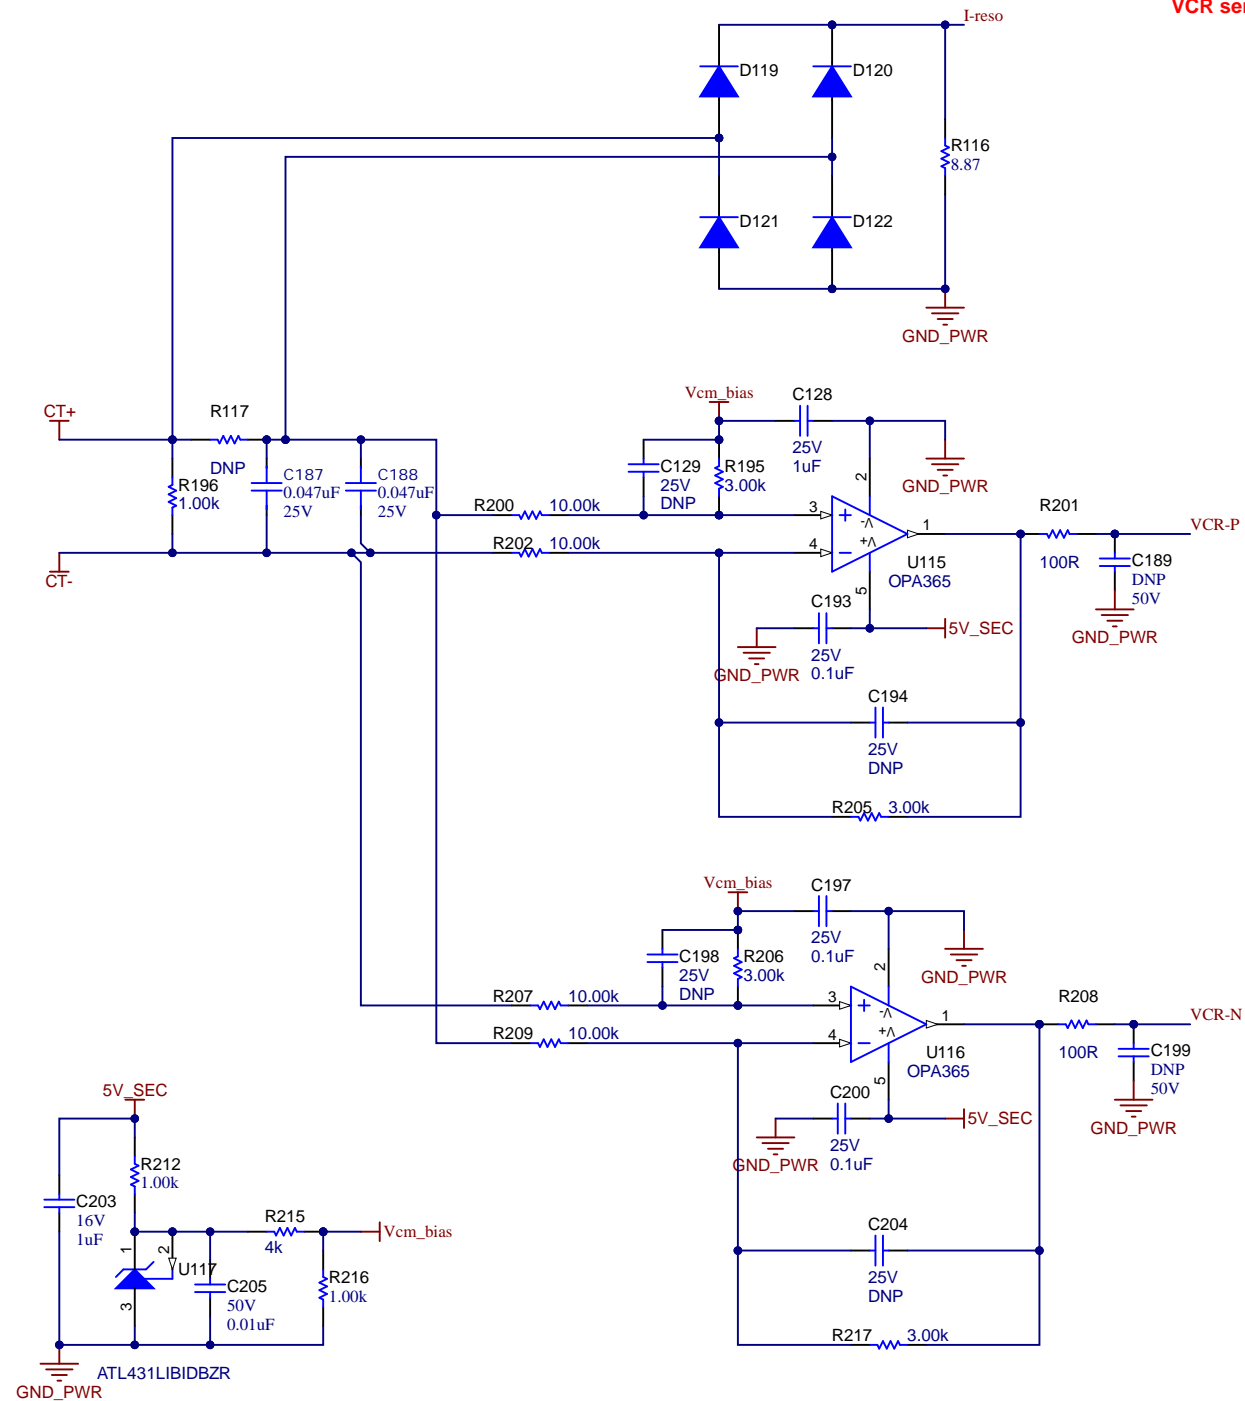 VCR se
I-reso
D119
D120
R116
8.87
D121
D122
GND_PWR
CT+
R117
DNP
R196
1.00k
C187
0.047uF
25V
C188
0.047uF
25V
CT-
Vcm_bias
C128
25V
1uF
C129
25V
DNP
R195
3.00k
GND_PWR
R200
10.00k
R202
10.00k
3
4
2
5
1
+
-V
+V
−
U115
OPA365
R201
100R
VCR-P
C189
DNP
50V
GND_PWR
C193
25V
0.1uF
5V_SEC
GND_PWR
C194
25V
DNP
R205
3.00k
Vcm_bias
C197
25V
0.1uF
C198
25V
DNP
R206
3.00k
GND_PWR
R207
10.00k
R209
10.00k
3
4
2
5
1
+
-V
+V
−
U116
OPA365
R208
100R
VCR-N
C199
DNP
50V
GND_PWR
C200
25V
0.1uF
5V_SEC
GND_PWR
C204
25V
DNP
R217
3.00k
5V_SEC
R212
1.00k
C203
16V
1uF
R215
4k
Vcm_bias
1
2
3
U117
C205
50V
0.01uF
R216
1.00k
ATL431LIBIDBZR
GND_PWR